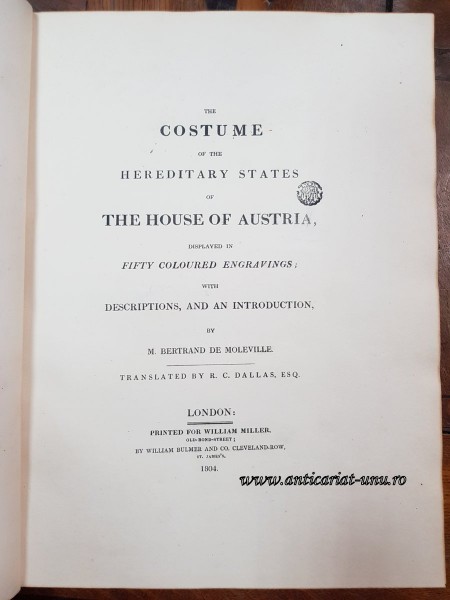 THE
COSTUME
OF THE
HEREDITARY STATES
OF
THE HOUSE OF AUSTRIA,
DISPLAYED IN
FIFTY COLOURED ENGRAVINGS;
WITH
DESCRIPTIONS, AND AN INTRODUCTION,
BY
M. BERTRAND DE MOLEVILLE.
TRANSLATED BY R. C. DALLAS, ESQ.
LONDON:
PRINTED FOR WILLIAM MILLER,
OLD BOND-STREET;
BY WILLIAM BULMER AND CO. CLEVELAND-ROW,
ST. JAMES'S.
1804.
www.anticariat-unu.ro